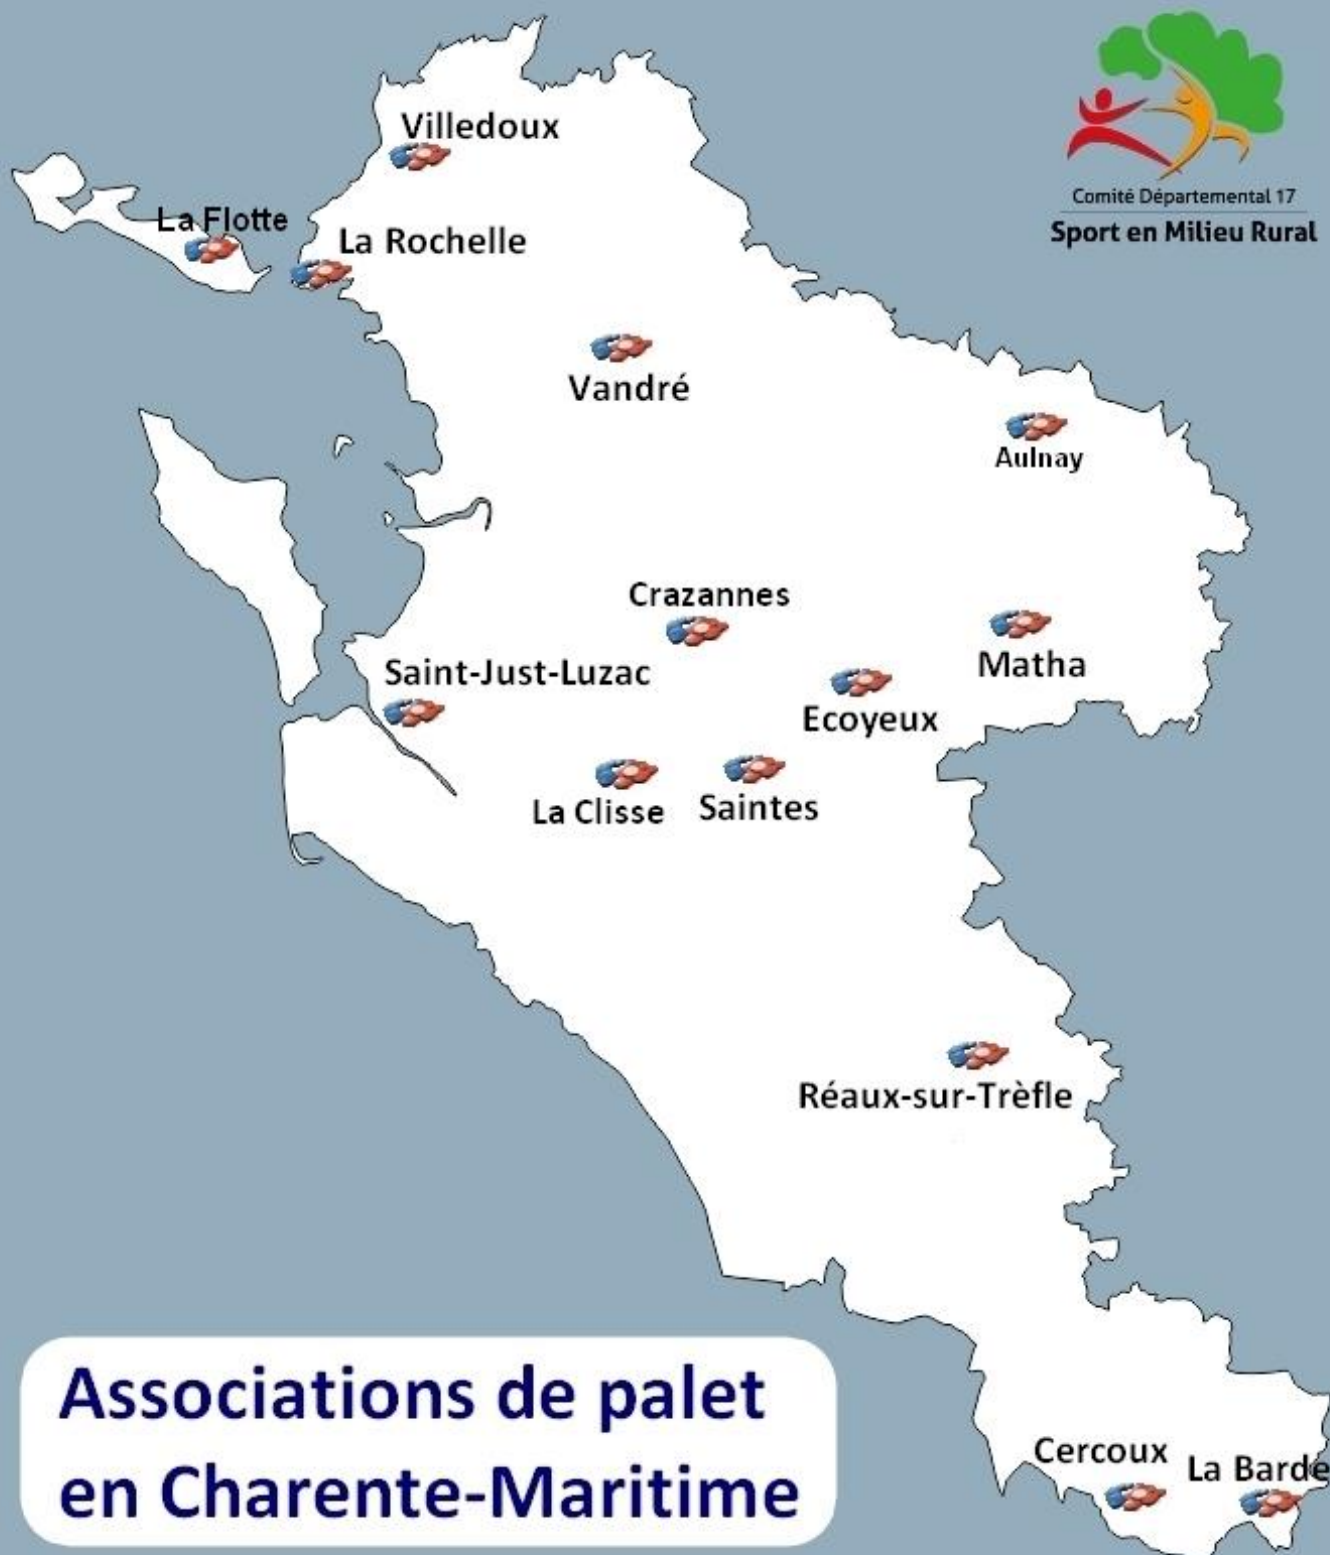 Villedoux
Comité Départemental 17
Sport en Milieu Rural
La Flotte
La Rochelle
Vandré
Aulnay
Crazannes
Saint-Just-Luzac
Matha
Ecoyeux
La Clisse
Saintes
Réaux-sur-Trèfle
Associations de palet
en Charente-Maritime
Cercoux
La Barde